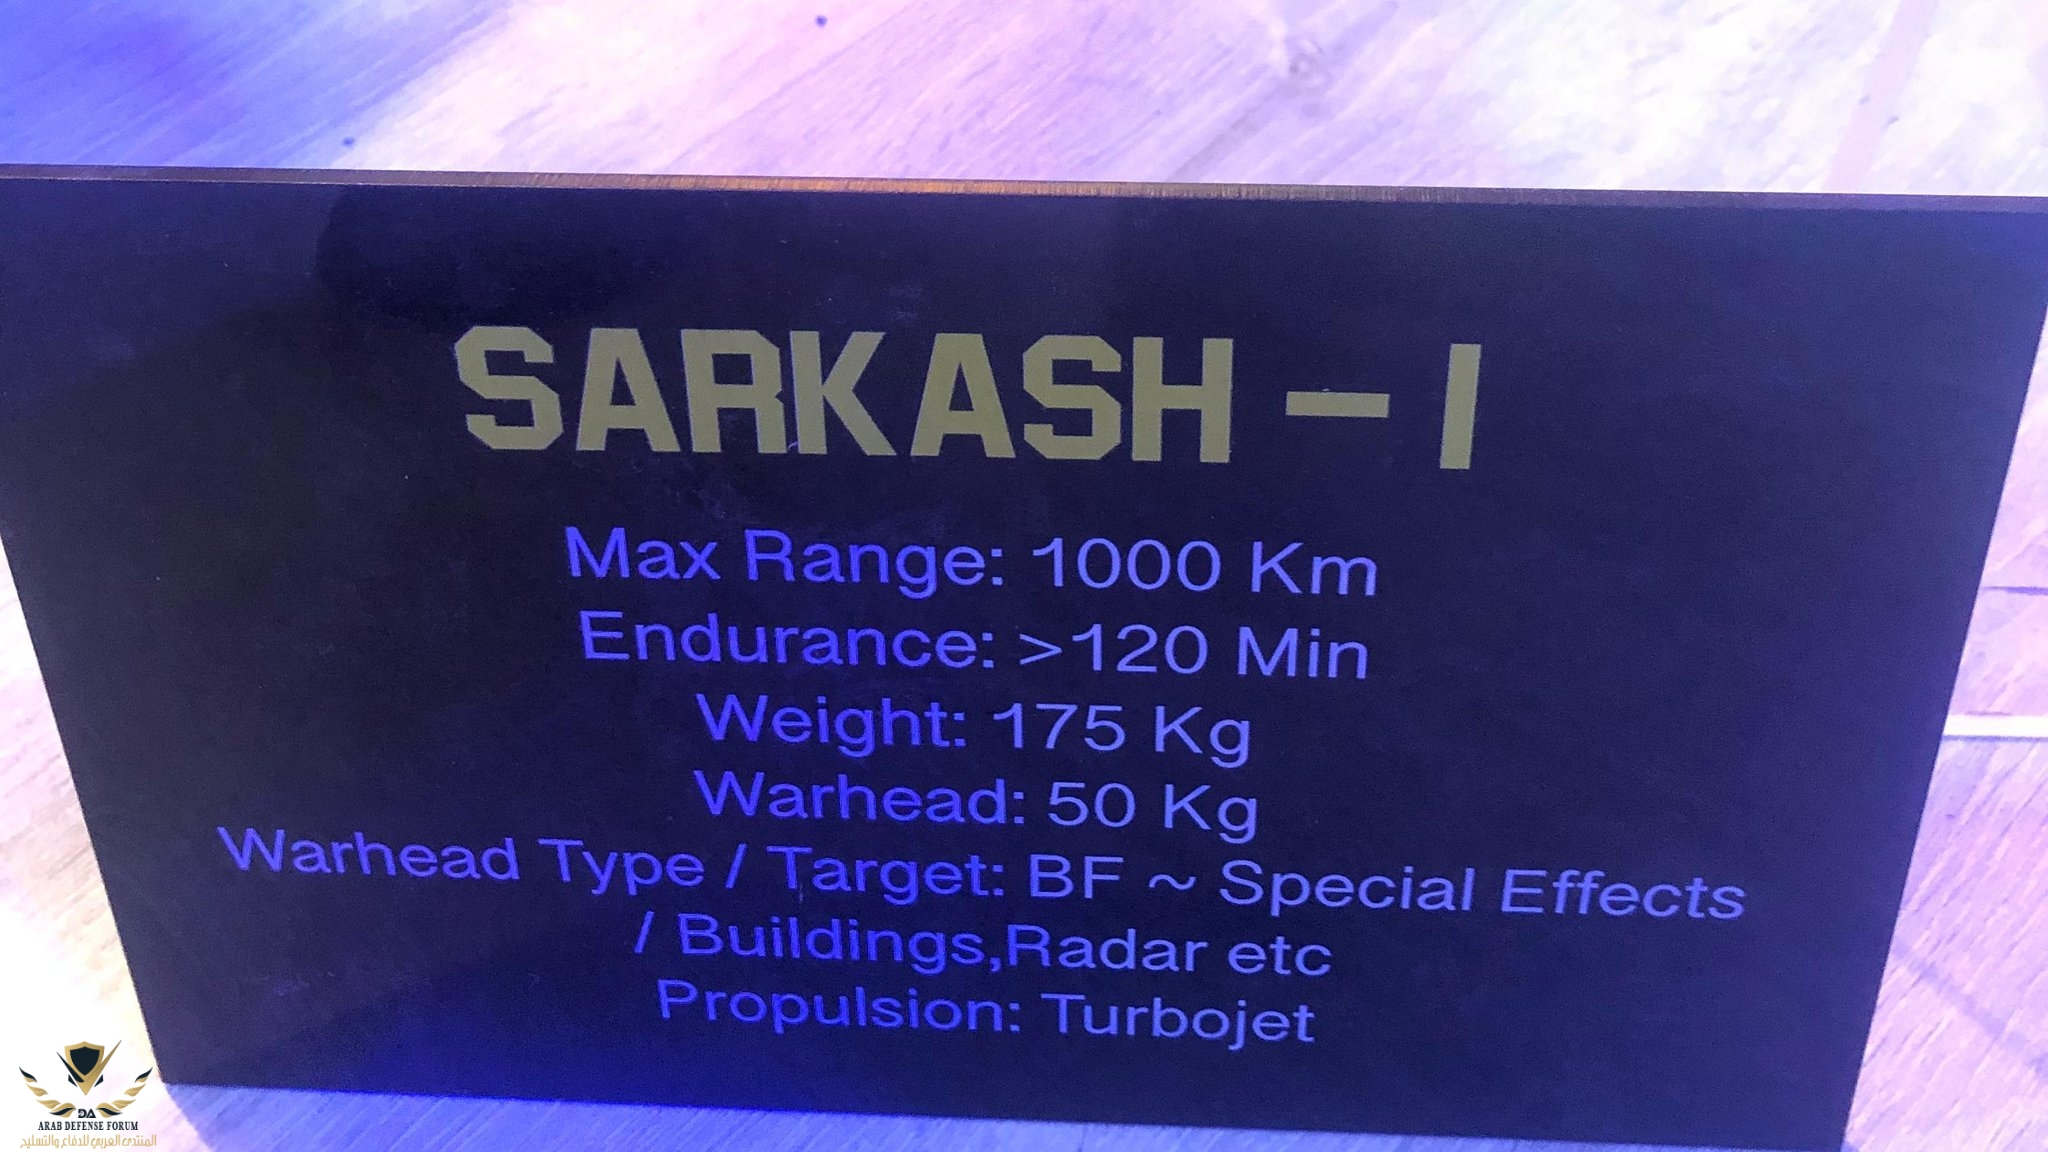 SARKASH – I
Max Range: 1000 Km
Endurance: >120 Min
Weight: 175 Kg
Warhead: 50 Kg
Warhead Type / Target: BF ~ Special Effects
/ Buildings,Radar etc
Propulsion: Turbojet
DA
ARAB DEFENSE FORUM
المنتدى العربي للدفاع والتسليح